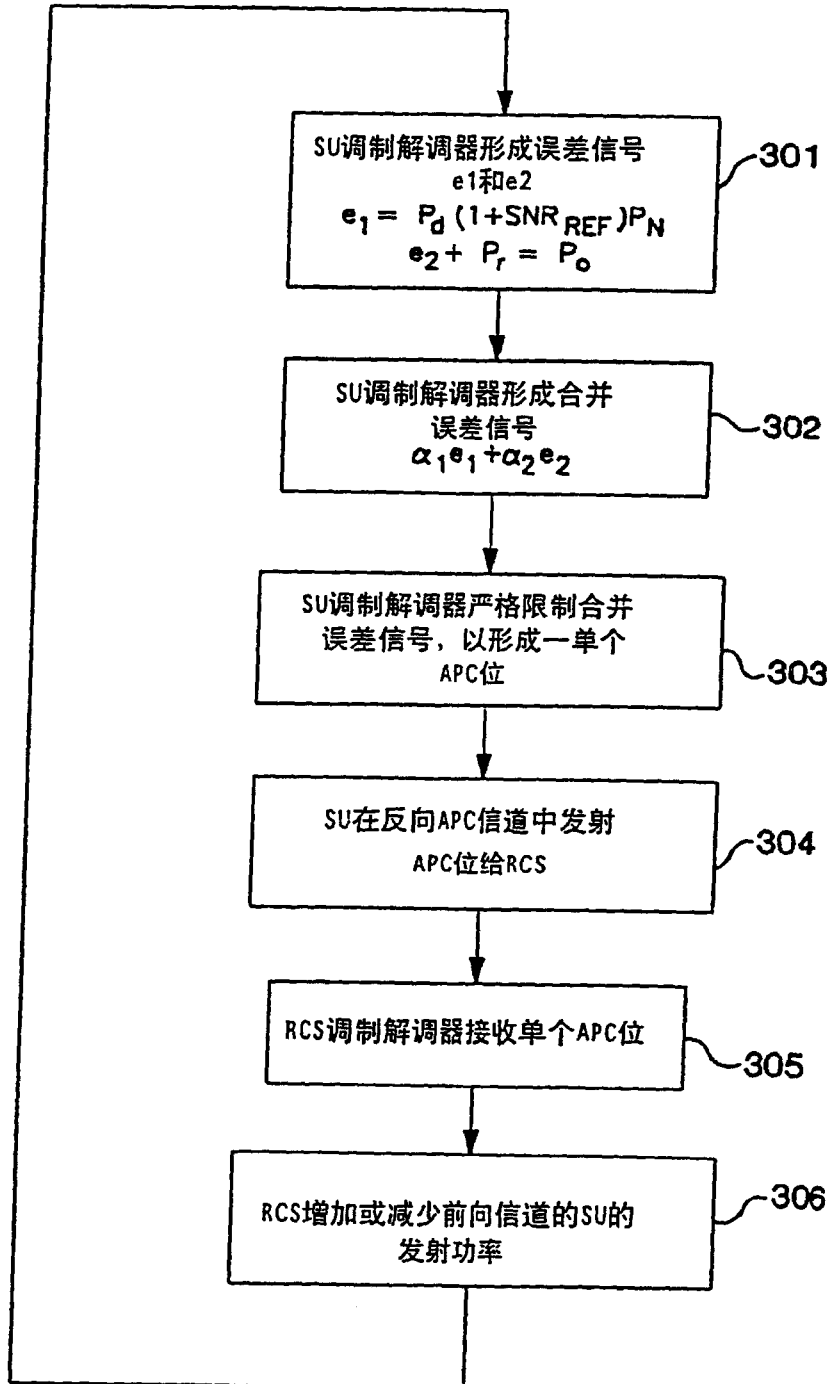 SU调制解调器形成误差信号
e1和e2
e₁ = P_d (1+SNR_REF)P_N
e₂+ P_r = P_o
301
SU调制解调器形成合并
误差信号
α₁e₁+α₂e₂
302
SU调制解调器严格限制合并
误差信号，以形成一单个
APC位
303
SU在反向APC信道中发射
APC位给RCS
304
RCS调制解调器接收单个APC位
305
RCS增加或减少前向信道的SU的
发射功率
306